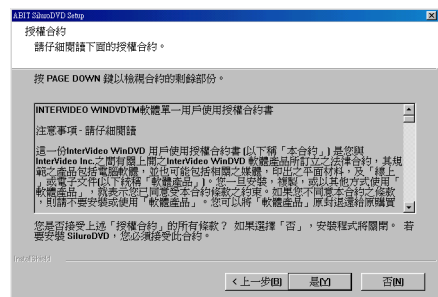 ABIT SiluroDVD Setup
授權合約
請仔細閱讀下面的授權合約。
按 PAGE DOWN 鍵以檢視合約的剩餘部份。
INTERVIDEO WINDVDTM軟體單一用戶使用授權合約書
注意事項 - 請仔細閱讀
這一份InterVideo WinDVD 用戶使用授權合約書 (以下稱「本合約」) 是您與
InterVideo Inc.之間有關上開之InterVideo WinDVD 軟體產品所訂立之法律合約，其規
範之產品包括電腦軟體，並也可能包括相關之媒體，印出之平面材料，及「線上
」或電子文件(以下統稱「軟體產品」)。您一旦安裝，複製，或以其他方式使用「
軟體產品」，就表示您已同意受本合約條款之約束。如果您不同意本合約之條款
，則請不要安裝或使用「軟體產品」。您可以將「軟體產品」原封退還給原購買
您是否接受上述「授權合約」的所有條款？ 如果選擇「否」，安裝程式將關閉。 若
要安裝 SiluroDVD，您必須接受此合約。
InstallShield
< 上一步(B) 是(Y) 否(N)